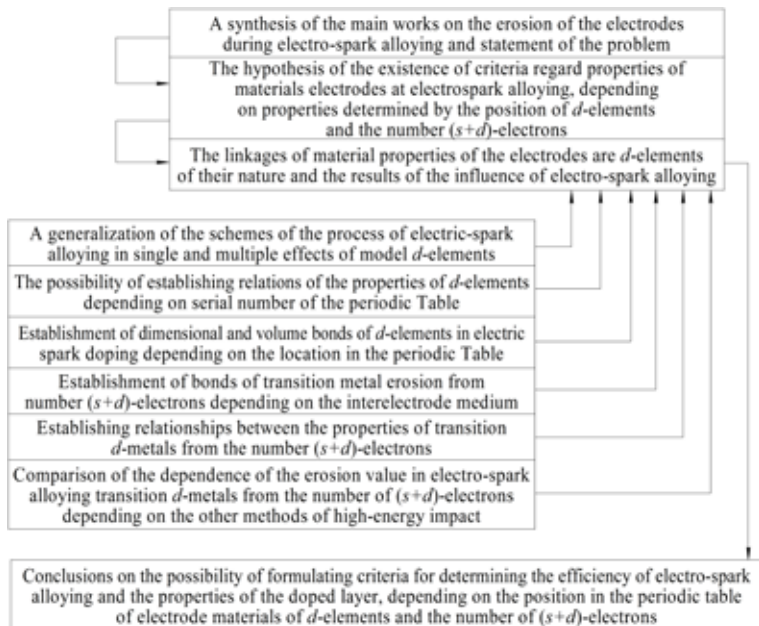 A synthesis of the main works on the erosion of the electrodes
during electro-spark alloying and statement of the problem
The hypothesis of the existence of criteria regard properties of
materials electrodes at electrospark alloying, depending
on properties determined by the position of d-elements
and the number (s+d)-electrons
The linkages of material properties of the electrodes are d-elements
of their nature and the results of the influence of electro-spark alloying
A generalization of the schemes of the process of electric-spark
alloying in single and multiple effects of model d-elements
The possibility of establishing relations of the properties of d-elements
depending on serial number of the periodic Table
Establishment of dimensional and volume bonds of d-elements in electric
spark doping depending on the location in the periodic Table
Establishment of bonds of transition metal erosion from
number (s+d)-electrons depending on the interelectrode medium
Establishing relationships between the properties of transition
d-metals from the number (s+d)-electrons
Comparison of the dependence of the erosion value in electro-spark
alloying transition d-metals from the number of (s+d)-electrons
depending on the other methods of high-energy impact
Conclusions on the possibility of formulating criteria for determining the efficiency of electro-spark
alloying and the properties of the doped layer, depending on the position in the periodic table
of electrode materials of d-elements and the number of (s+d)-electrons